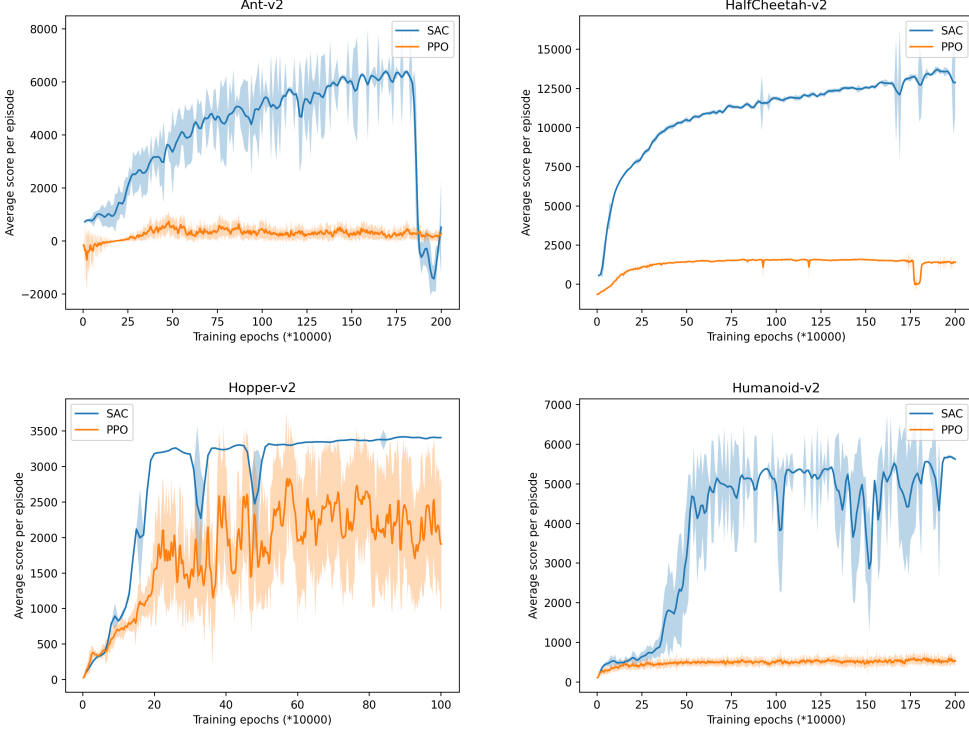 Ant-v2
Average score per episode
8000
6000
4000
2000
0
−2000
SAC
PPO
0 25 50 75 100 125 150 175 200
Training epochs (*10000)
HalfCheetah-v2
Average score per episode
15000
12500
10000
7500
5000
2500
0
SAC
PPO
0 25 50 75 100 125 150 175 200
Training epochs (*10000)
Hopper-v2
Average score per episode
3500
3000
2500
2000
1500
1000
500
0
SAC
PPO
0 20 40 60 80 100
Training epochs (*10000)
Humanoid-v2
Average score per episode
7000
6000
5000
4000
3000
2000
1000
0
SAC
PPO
0 25 50 75 100 125 150 175 200
Training epochs (*10000)